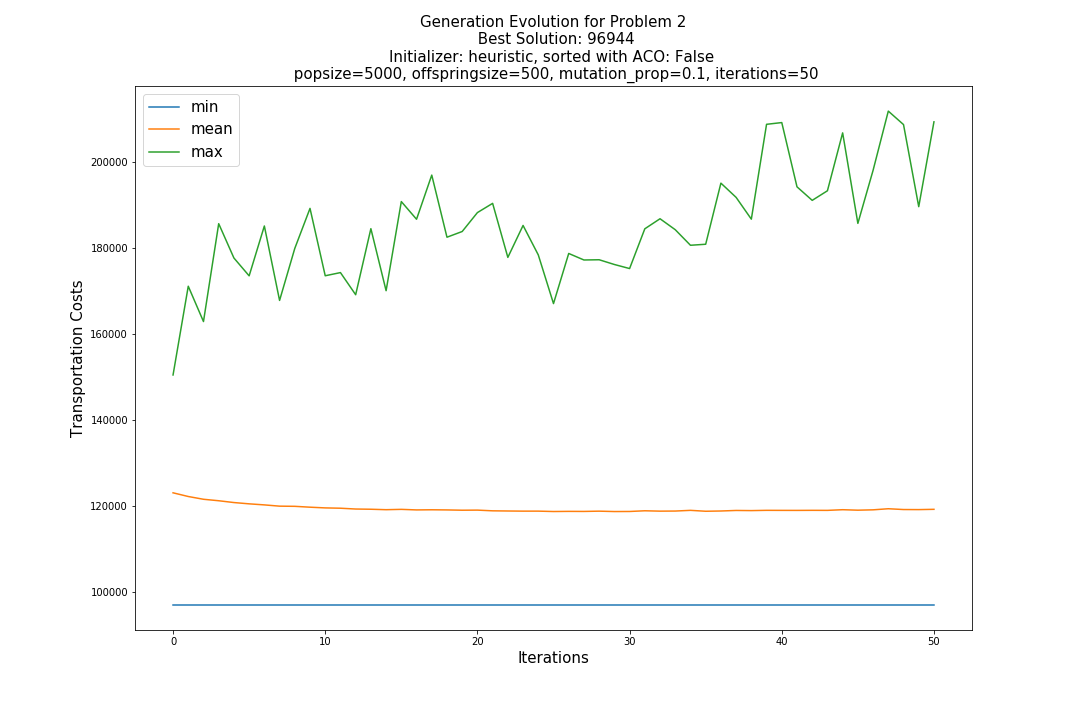 Generation Evolution for Problem 2
Best Solution: 96944
Initializer: heuristic, sorted with ACO: False
popsize=5000, offspringsize=500, mutation_prop=0.1, iterations=50
min
mean
max
200000
180000
160000
140000
120000
100000
Transportation Costs
0 10 20 30 40 50
Iterations